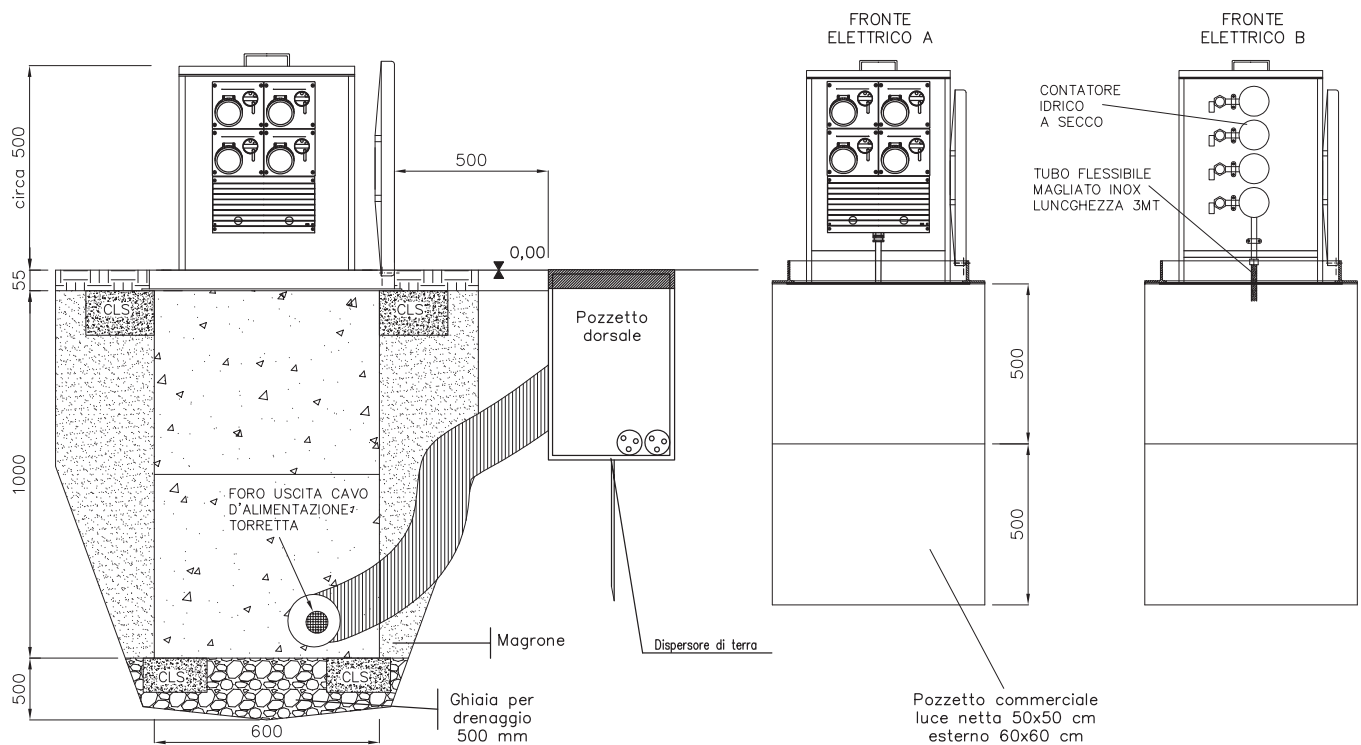 FRONTE
ELETTRICO A
FRONTE
ELETTRICO B
circa 500
500
CONTATORE
IDRICO
A SECCO
TUBO FLESSIBILE
MAGLIATO INOX
LUNCGHEZZA 3MT
0,00
55
CLS
CLS
Pozzetto
dorsale
1000
500
500
FORO USCITA CAVO
D'ALIMENTAZIONE
TORRETTA
Magrone
Dispersore di terra
500
CLS
CLS
Ghiaia per
drenaggio
500 mm
600
Pozzetto commerciale
luce netta 50x50 cm
esterno 60x60 cm